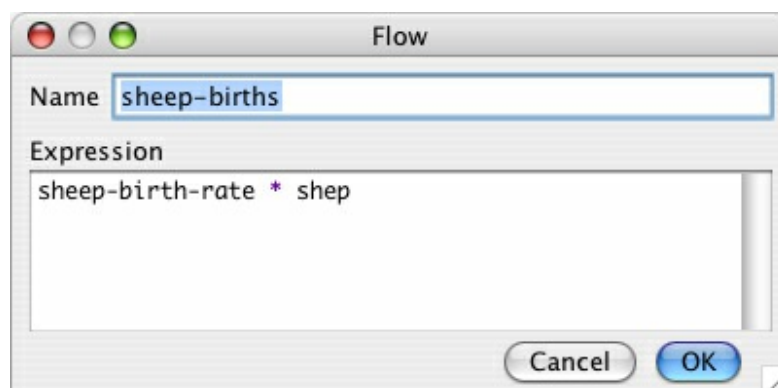 Flow
Name sheep-births
Expression
sheep-birth-rate * shep
Cancel OK